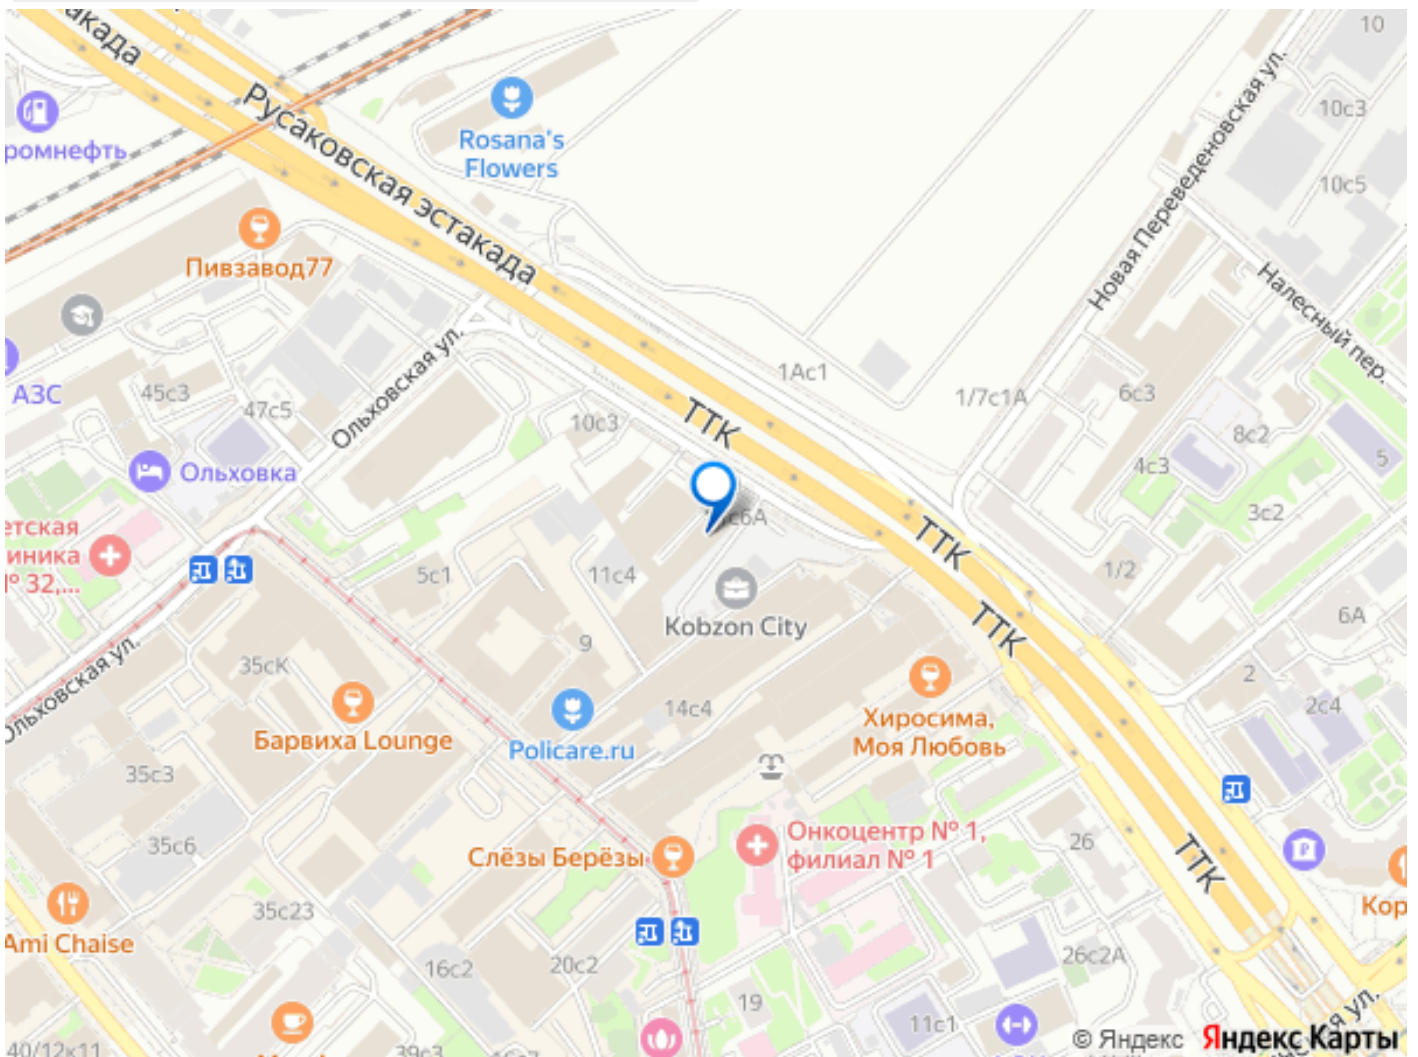 10
Русаковская эстакада
Rosana's
Flowers
10с3
ромнефть
Новая Переведеновская ул.
10с5
Пивзавод77
Налесный пер.
Ольховская ул.
1Ас1
АЗС
45с3
47с5
10с3
ТТК
1/7с1А
6с3
8с2
5
4с3
Ольховка
3с2
с6А
ТТК
етская
иника
№ 32,...
5с1
11с4
1/2
Kobzon City
ТТК
6А
Ольховская ул.
35сК
9
2
Барвиха Lounge
14с4
Хиросима,
Моя Любовь
2с4
Policare.ru
35с3
Онкоцентр № 1,
филиал № 1
26
35с6
Слёзы Берёзы
ТТК
35с23
Кор
Ami Chaise
16с2
20с2
26с2А
19
11с1
© Яндекс
Яндекс Карты
40/12к11
39с3